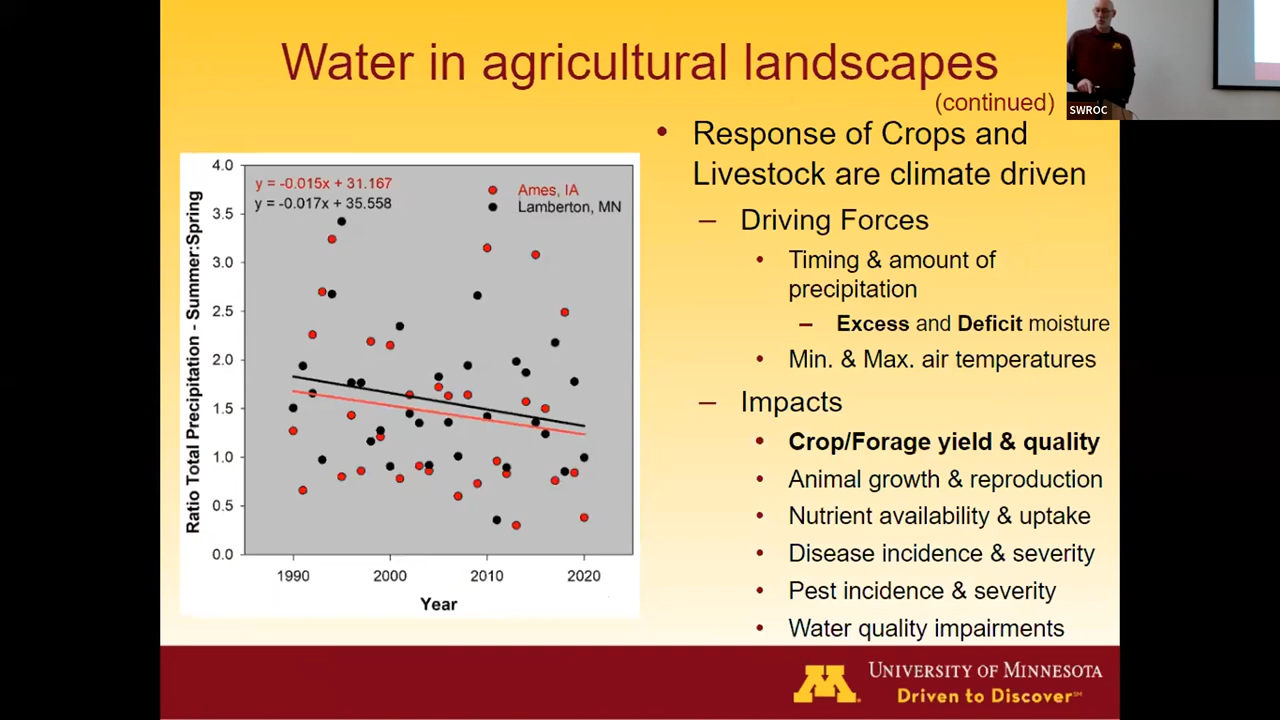 Water in agricultural landscapes
(continued)
SWROC
4.0
3.5
3.0
2.5
2.0
1.5
1.0
0.5
0.0
Ratio Total Precipitation - Summer:Spring
y = -0.015x + 31.167
y = -0.017x + 35.558
Ames, IA
Lamberton, MN
1990 2000 2010 2020
Year
• Response of Crops and
Livestock are climate driven
– Driving Forces
• Timing & amount of
precipitation
– Excess and Deficit moisture
• Min. & Max. air temperatures
– Impacts
• Crop/Forage yield & quality
• Animal growth & reproduction
• Nutrient availability & uptake
• Disease incidence & severity
• Pest incidence & severity
• Water quality impairments
M
UNIVERSITY OF MINNESOTA
Driven to Discover℠